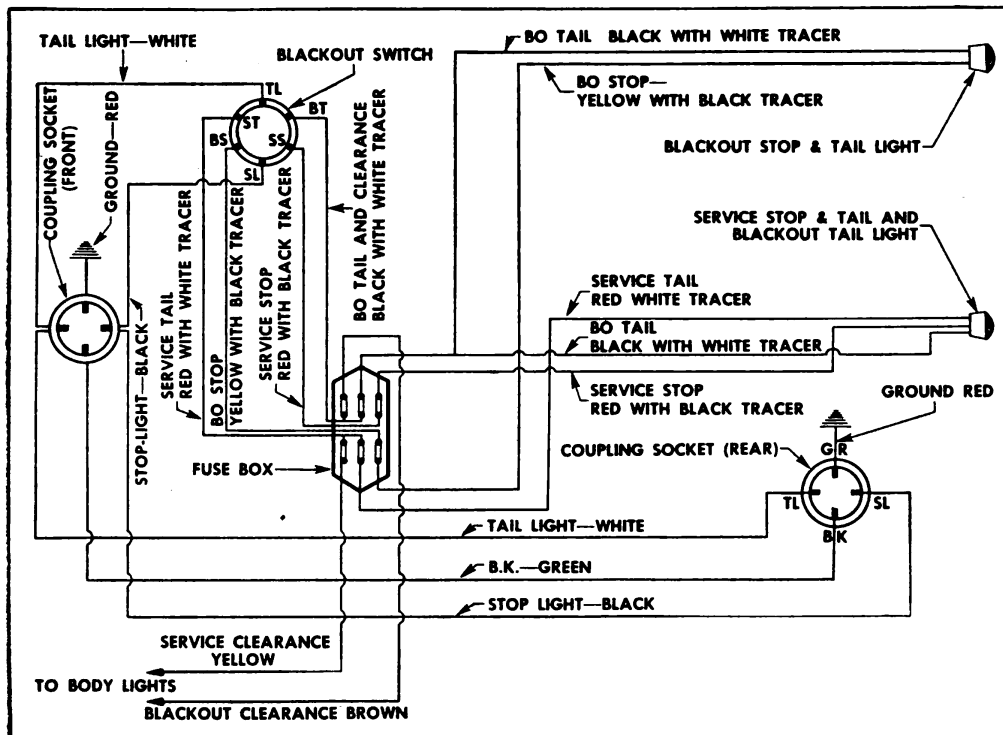 TAIL LIGHT—WHITE
BLACKOUT SWITCH
BO TAIL BLACK WITH WHITE TRACER
BO STOP—
YELLOW WITH BLACK TRACER
BLACKOUT STOP & TAIL LIGHT
COUPLING SOCKET
(FRONT)
GROUND—RED
TL
ST
BT
BS
SS
SL
SERVICE STOP & TAIL AND
BLACKOUT TAIL LIGHT
STOP-LIGHT—BLACK—
SERVICE TAIL
RED WITH WHITE TRACER
BO STOP
YELLOW WITH BLACK TRACER
SERVICE STOP
RED WITH BLACK TRACER
BO TAIL AND CLEARANCE
BLACK WITH WHITE TRACER
SERVICE TAIL
RED WHITE TRACER
BO TAIL
BLACK WITH WHITE TRACER
SERVICE STOP
RED WITH BLACK TRACER
GROUND RED
FUSE BOX
COUPLING SOCKET (REAR)
GR
TL
SL
BK
TAIL LIGHT—WHITE
B.K.—GREEN
STOP LIGHT—BLACK
SERVICE CLEARANCE
YELLOW
TO BODY LIGHTS
BLACKOUT CLEARANCE BROWN